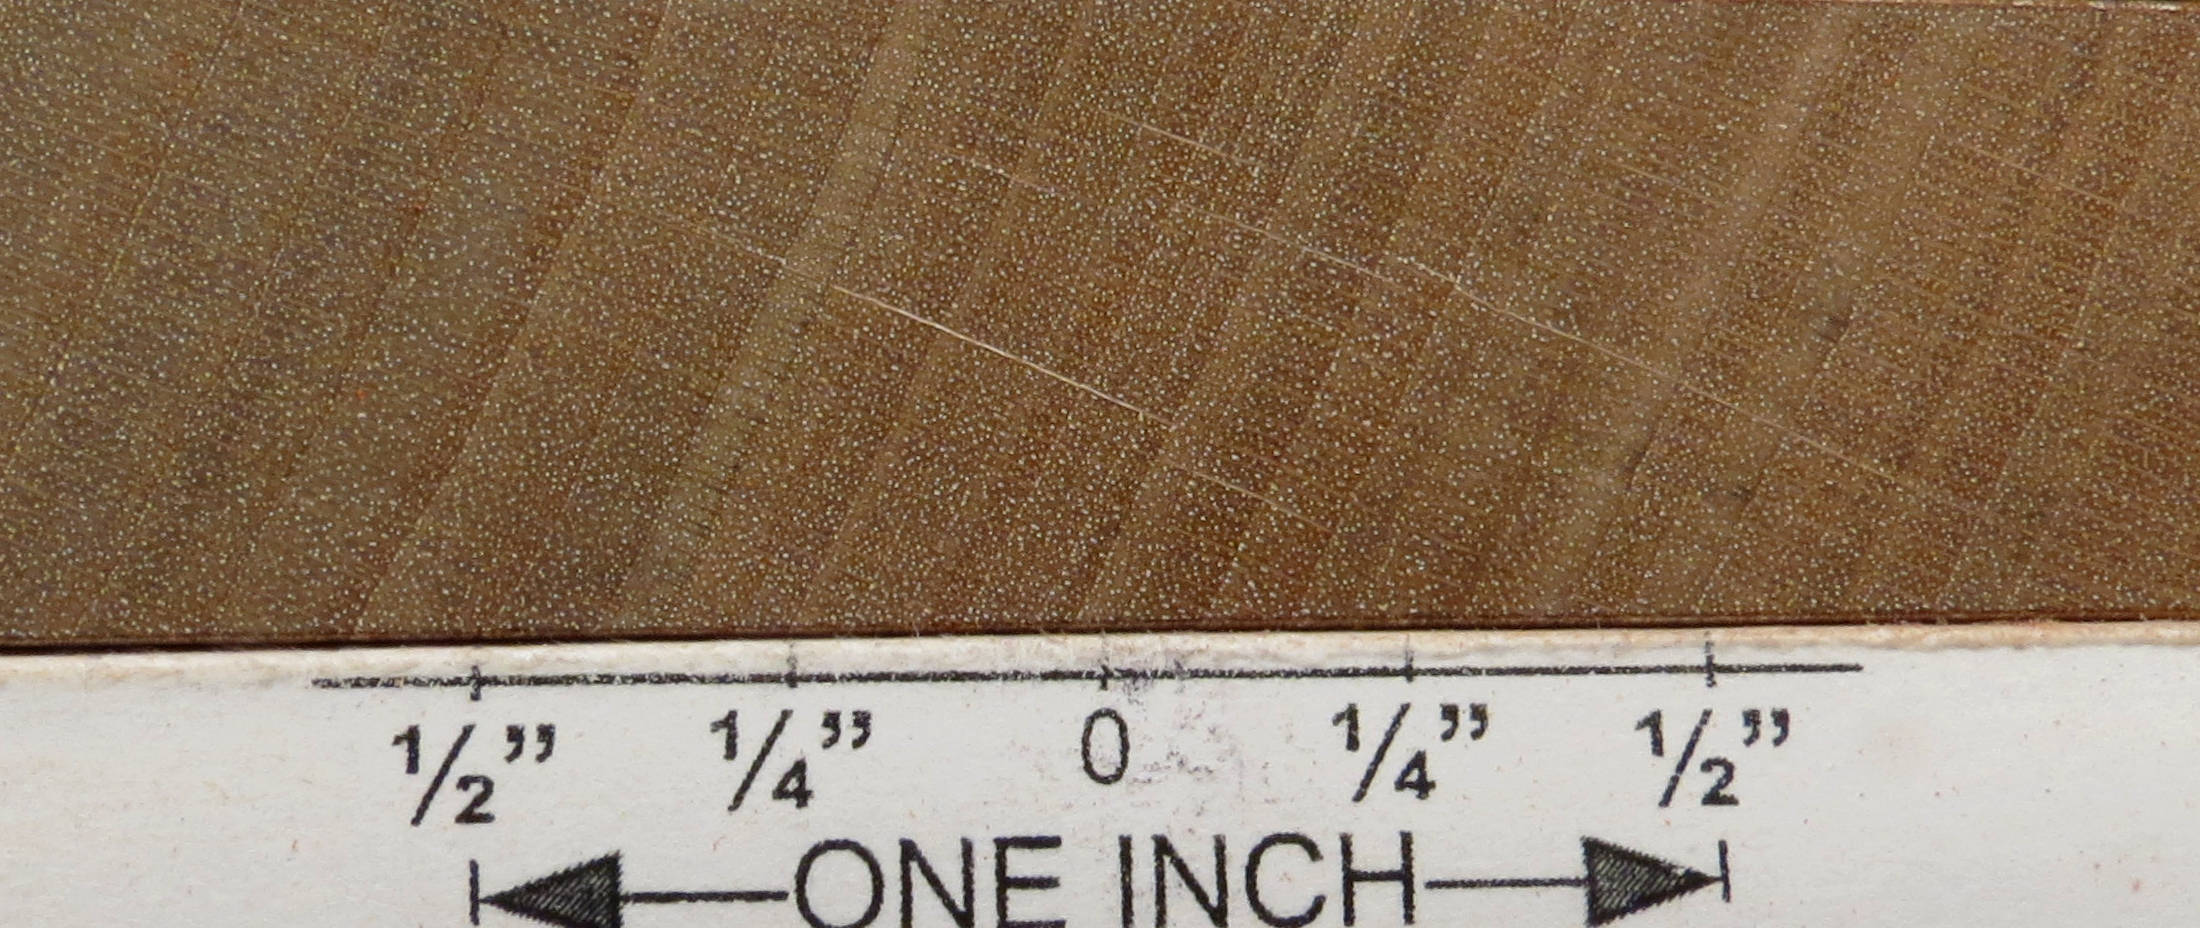 1/2” 1/4” 0 1/4” 1/2”
ONE INCH